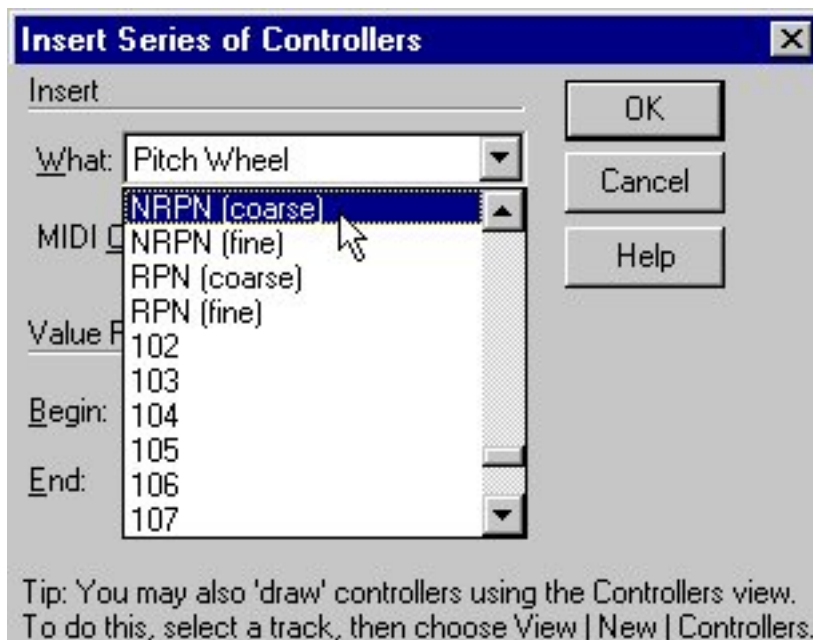 Insert Series of Controllers
Insert
OK
What: Pitch Wheel
Cancel
NRPN (coarse)
MIDI C
NRPN (fine)
Help
RPN (coarse)
RPN (fine)
Value R
102
103
Begin:
104
105
End:
106
107
Tip: You may also 'draw' controllers using the Controllers view.
To do this, select a track, then choose View | New | Controllers.